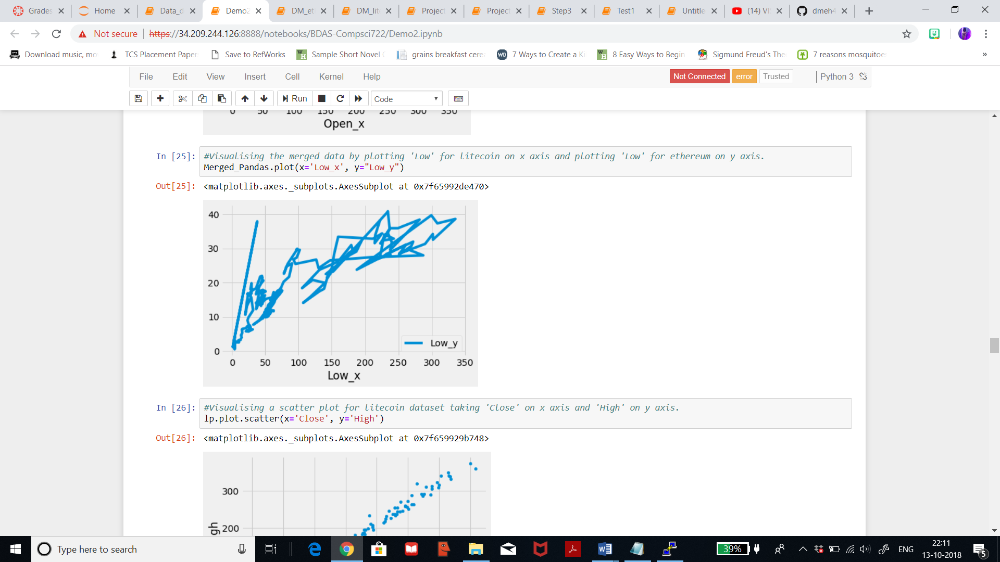 Grades
Home
Data_d
Demo2
DM_et
DM_lit
Project
Project
Step3
Test1
Untitle
(14) VI
dmeh4
Not secure
https://34.209.244.126:8888/notebooks/BDAS-Compsci722/Demo2.ipynb
Download music, mo
TCS Placement Paper
Save to RefWorks
Sample Short Novel
grains breakfast cere
7 Ways to Create a Ki
8 Easy Ways to Begin
Sigmund Freud's The
7 reasons mosquitoe
»
File Edit View Insert Cell Kernel Help
Not Connected error Trusted Python 3
Run Code
0 50 100 150 200 250 300 350
Open_x
In [25]: #Visualising the merged data by plotting 'Low' for litecoin on x axis and plotting 'Low' for ethereum on y axis.
Merged_Pandas.plot(x='Low_x', y="Low_y")
Out[25]: <matplotlib.axes._subplots.AxesSubplot at 0x7f65992de470>
40
30
20
10
0
Low_y
0 50 100 150 200 250 300 350
Low_x
In [26]: #Visualising a scatter plot for litecoin dataset taking 'Close' on x axis and 'High' on y axis.
lp.plot.scatter(x='Close', y='High')
Out[26]: <matplotlib.axes._subplots.AxesSubplot at 0x7f659929b748>
300
200
gh
Type here to search
39%
ENG
22:11
13-10-2018
5